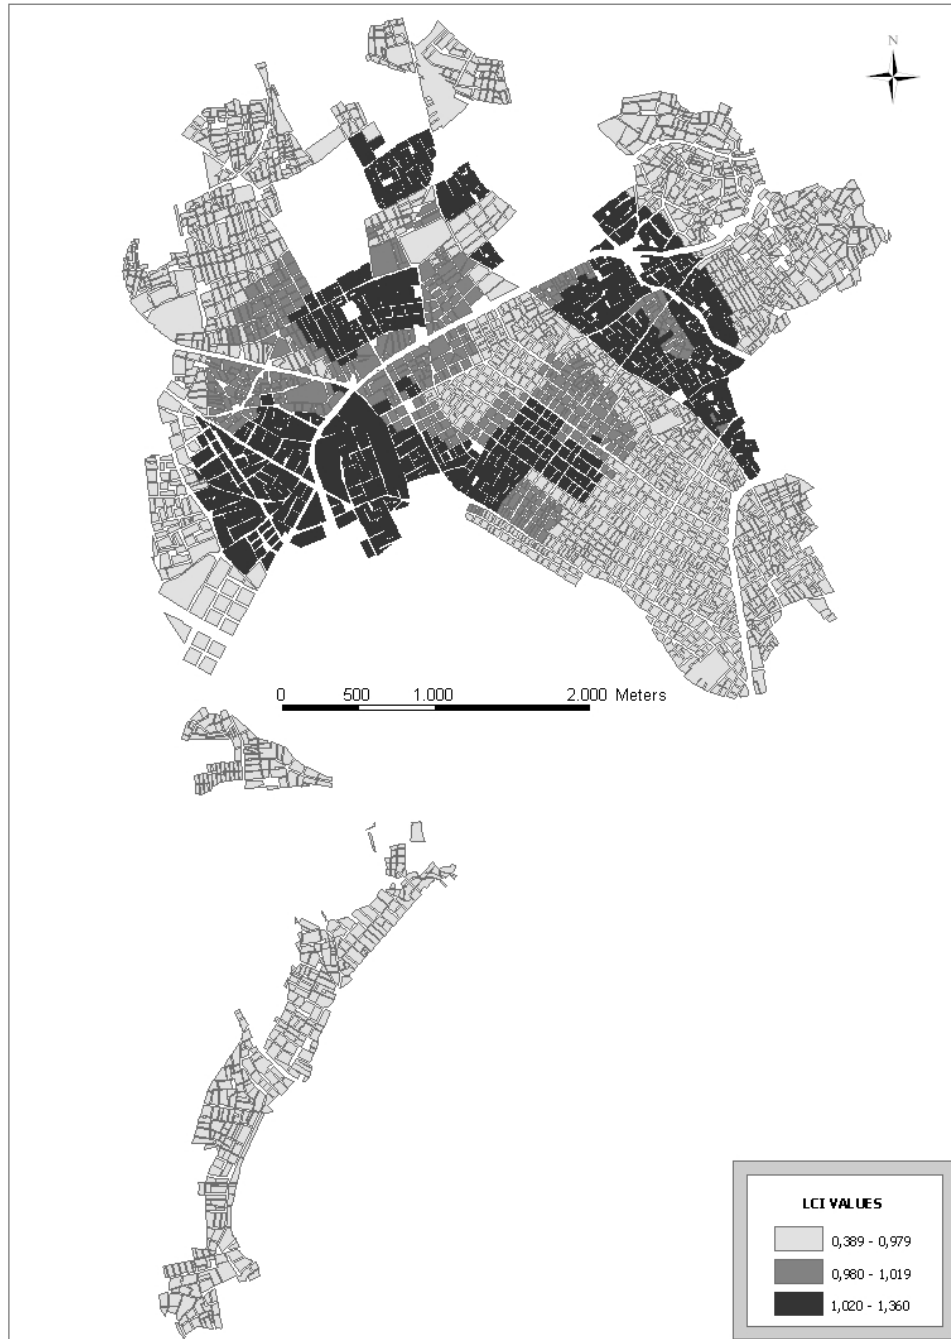 N
0 500 1.000 2.000 Meters
LCI VALUES
0,389 - 0,979
0,980 - 1,019
1,020 - 1,360